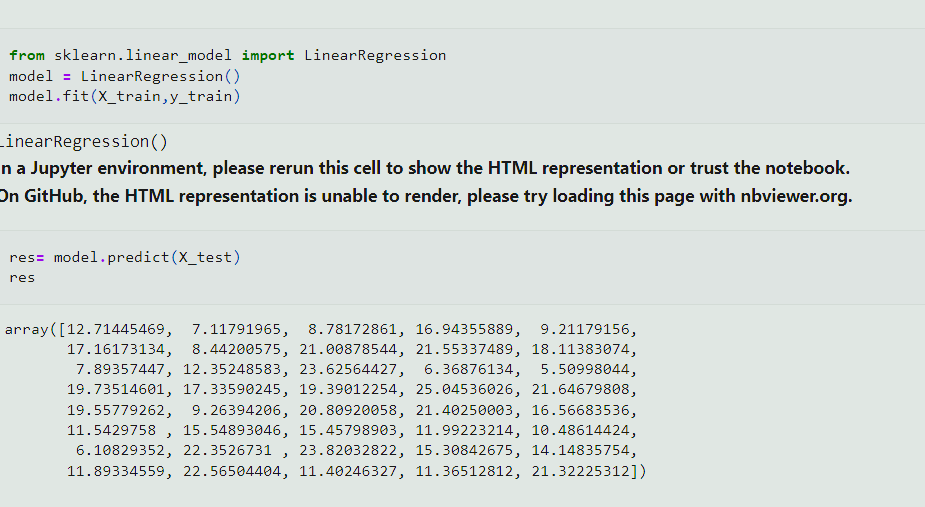 from sklearn.linear_model import LinearRegression
model = LinearRegression()
model.fit(X_train,y_train)
LinearRegression()
n a Jupyter environment, please rerun this cell to show the HTML representation or trust the notebook.
On GitHub, the HTML representation is unable to render, please try loading this page with nbviewer.org.
res= model.predict(X_test)
res
array([12.71445469,  7.11791965,  8.78172861, 16.94355889,  9.21179156,
17.16173134,  8.44200575, 21.00878544, 21.55337489, 18.11383074,
7.89357447, 12.35248583, 23.62564427,  6.36876134,  5.50998044,
19.73514601, 17.33590245, 19.39012254, 25.04536026, 21.64679808,
19.55779262,  9.26394206, 20.80920058, 21.40250003, 16.56683536,
11.5429758 , 15.54893046, 15.45798903, 11.99223214, 10.48614424,
6.10829352, 22.3526731 , 23.82032822, 15.30842675, 14.14835754,
11.89334559, 22.56504404, 11.40246327, 11.36512812, 21.32225312])